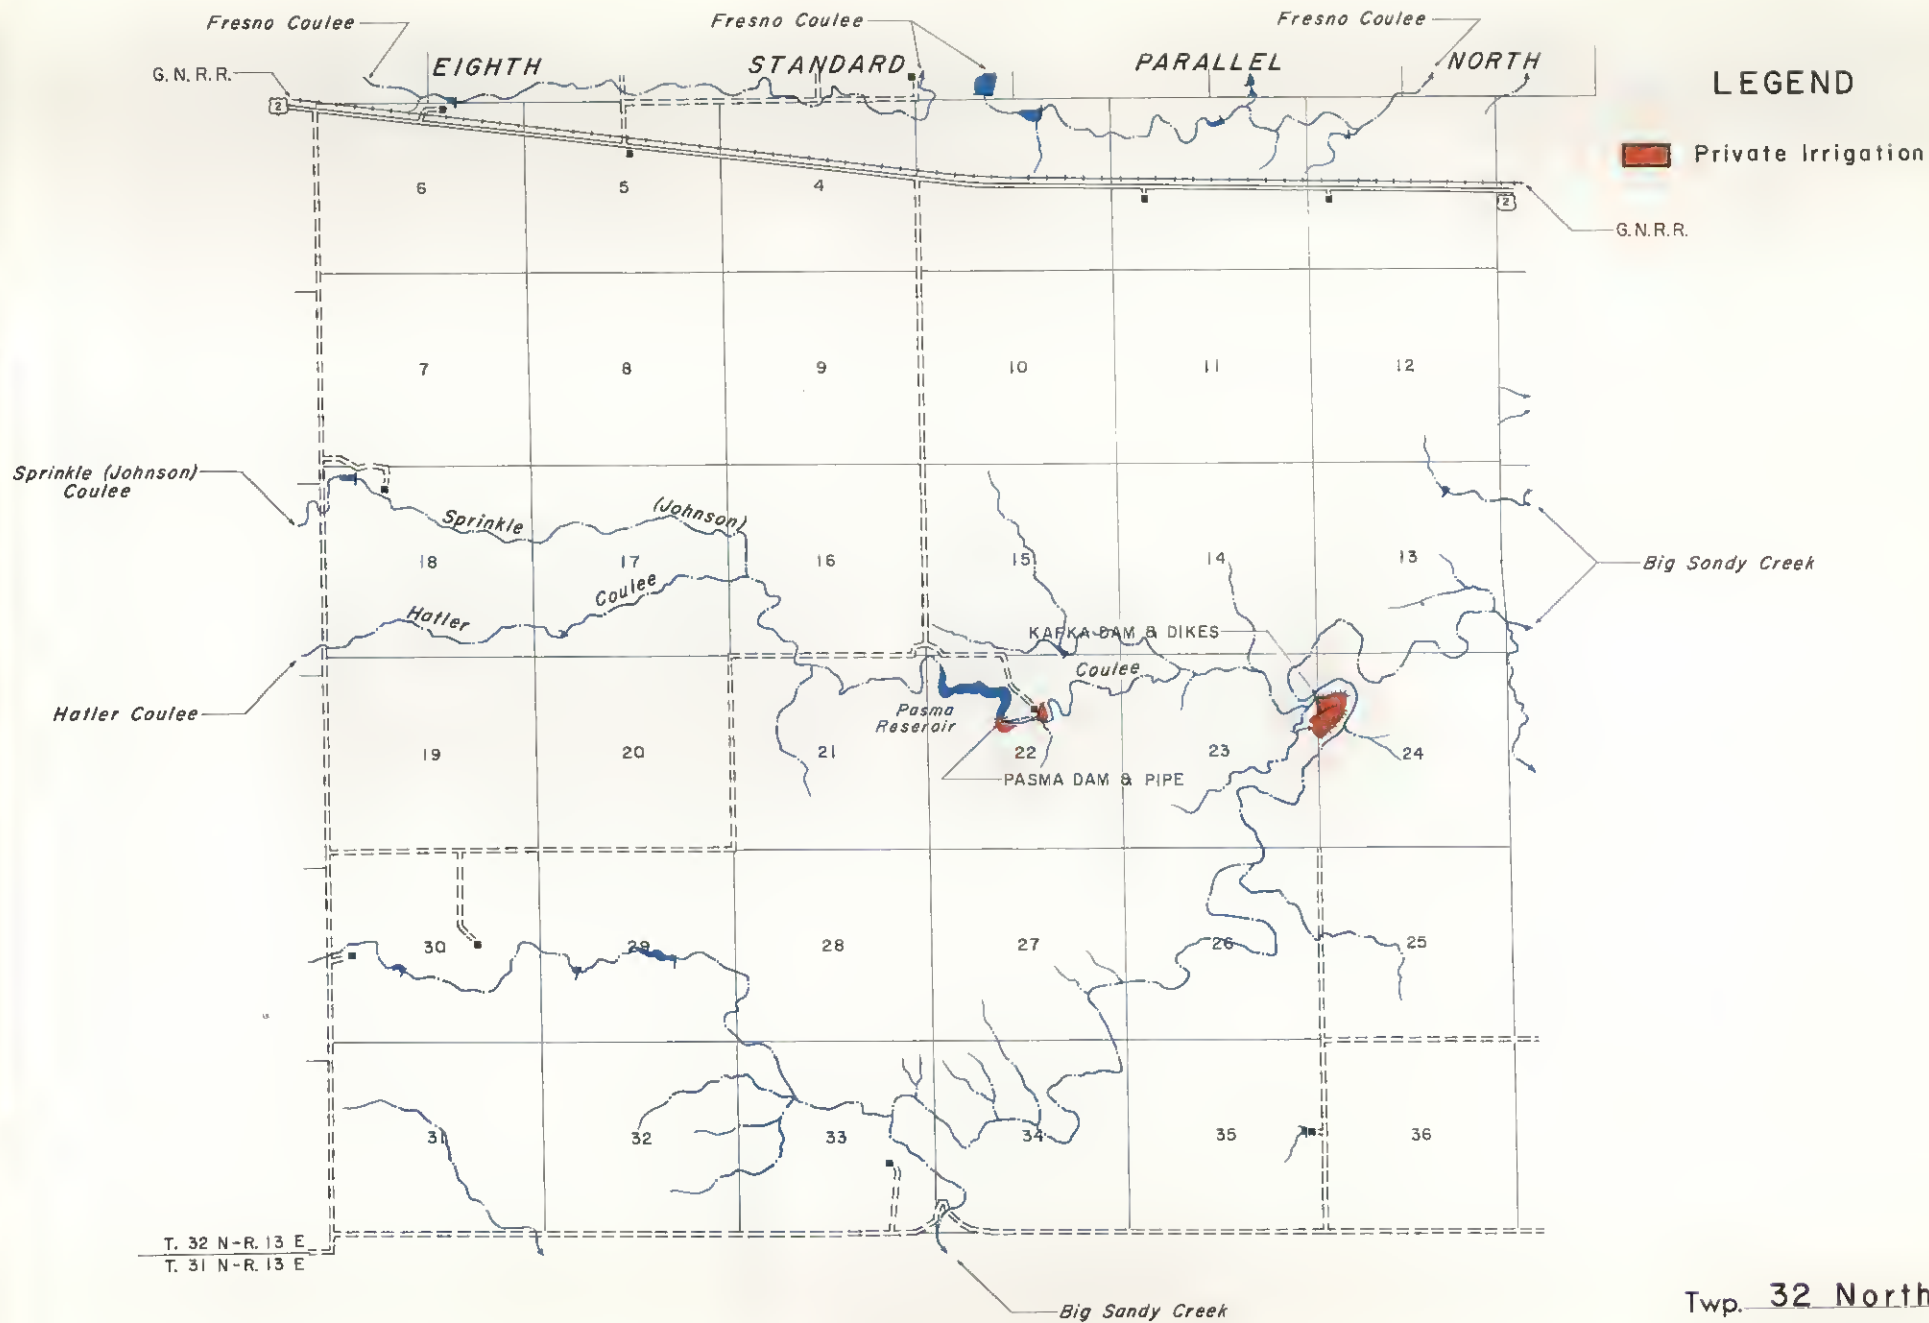 Fresno Coulee
Fresno Coulee
Fresno Coulee
EIGHTH STANDARD PARALLEL NORTH
G.N.R.R.
2
LEGEND
Private Irrigation
6
5
4
2
G.N.R.R.
7
8
9
10
11
12
Sprinkle (Johnson)
Coulee
Sprinkle (Johnson)
18
17
16
15
14
13
Big Sandy Creek
Hatler Coulee
KAFKA DAM & DIKES
Coulee
Hatler Coulee
Pasma
Reseroir
19
20
21
22
23
24
PASMA DAM & PIPE
30
29
28
27
26
25
31
32
33
34
35
36
T. 32 N-R. 13 E
T. 31 N-R. 13 E
Big Sandy Creek
Twp. 32 North